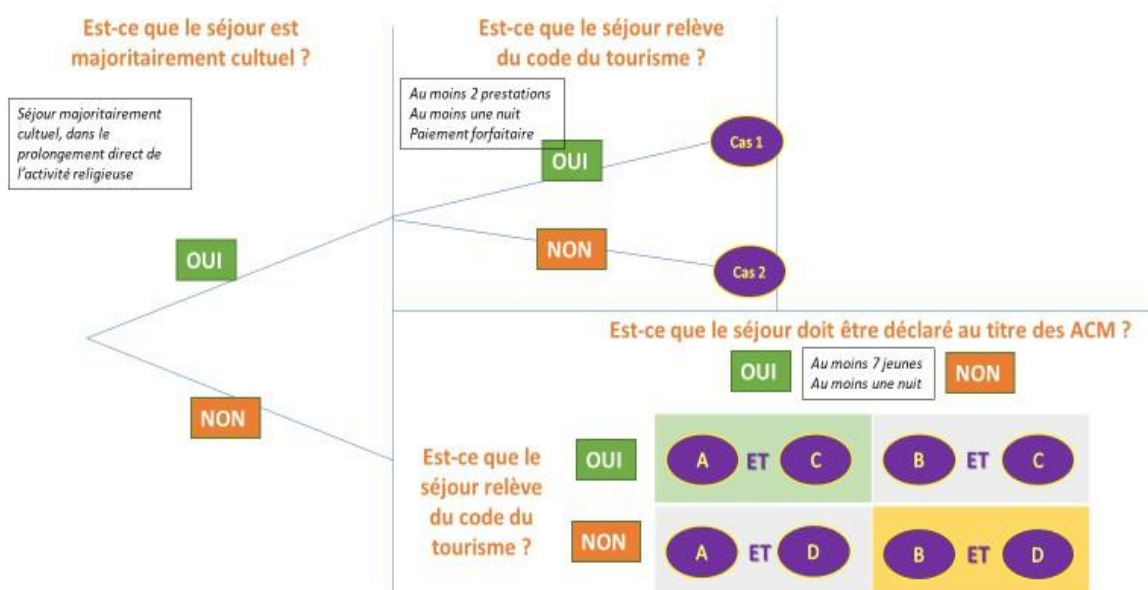 Est-ce que le séjour est
majoritairement cultuel ?
Séjour majoritairement
cultuel, dans le
prolongement direct de
l'activité religieuse
OUI
NON
Est-ce que le séjour relève
du code du tourisme ?
Au moins 2 prestations
Au moins une nuit
Paiement forfaitaire
OUI
Cas 1
NON
Cas 2
Est-ce que le séjour doit être déclaré au titre des ACM ?
OUI
Au moins 7 jeunes
Au moins une nuit
NON
Est-ce que le
séjour relève
du code du
tourisme ?
OUI
A ET C
B ET C
NON
A ET D
B ET D